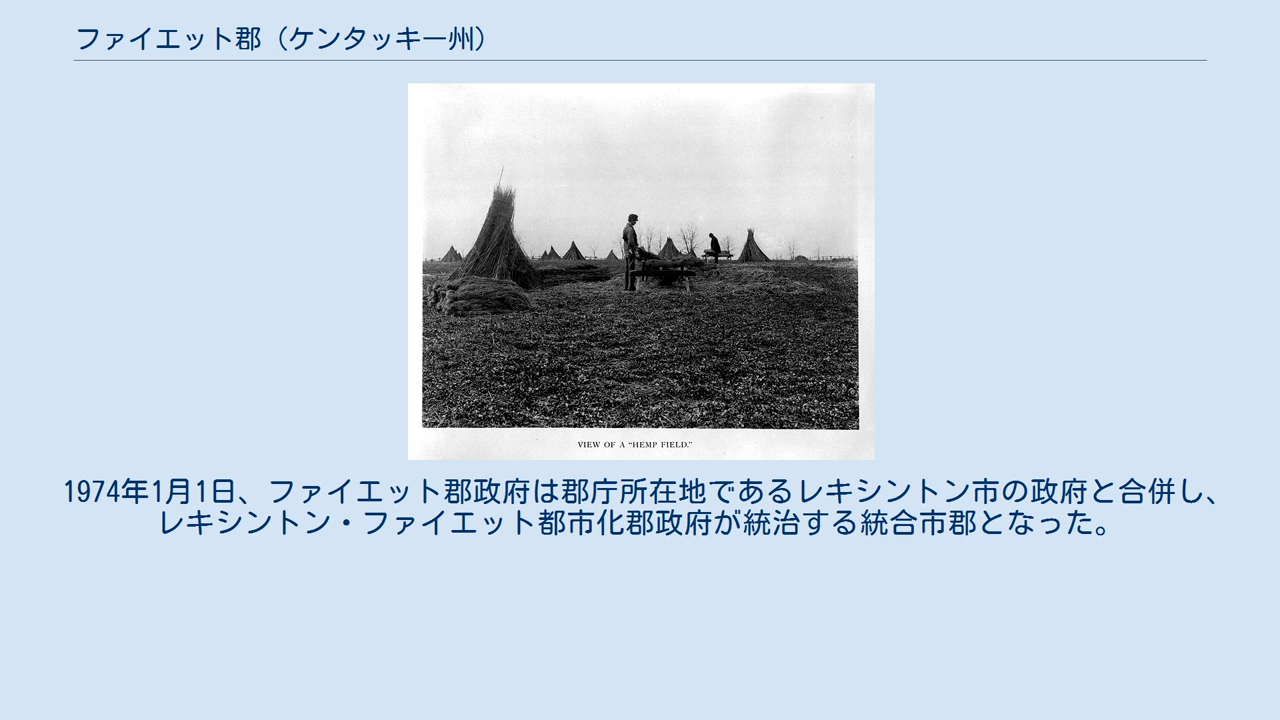 ファイエット郡（ケンタッキー州）
VIEW OF A “HEMP FIELD.”
1974年1月1日、ファイエット郡政府は郡庁所在地であるレキシントン市の政府と合併し、
レキシントン・ファイエット都市化郡政府が統治する統合市郡となった。